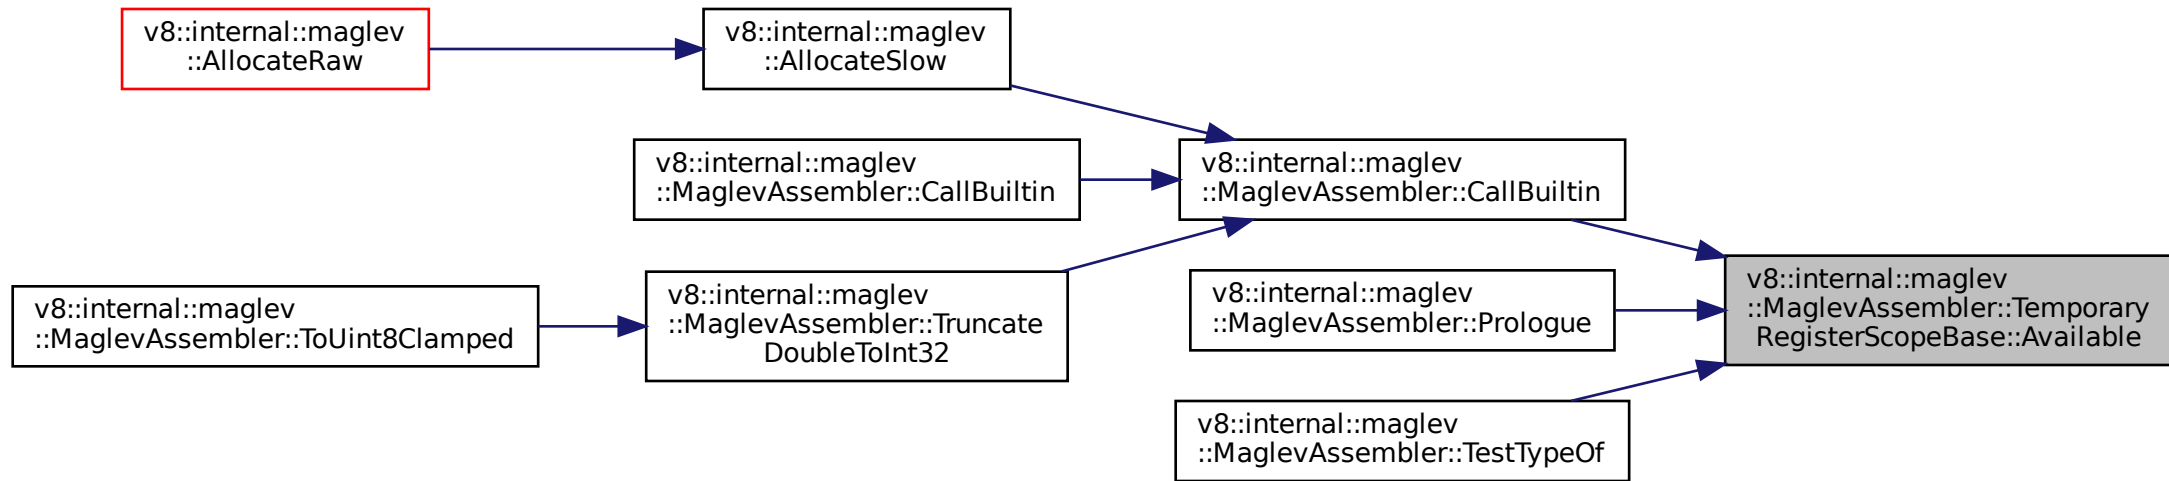 v8::internal::maglev
::AllocateRaw
v8::internal::maglev
::AllocateSlow
v8::internal::maglev
::MaglevAssembler::CallBuiltin
v8::internal::maglev
::MaglevAssembler::CallBuiltin
v8::internal::maglev
::MaglevAssembler::ToUint8Clamped
v8::internal::maglev
::MaglevAssembler::Truncate
DoubleToInt32
v8::internal::maglev
::MaglevAssembler::Prologue
v8::internal::maglev
::MaglevAssembler::Temporary
RegisterScopeBase::Available
v8::internal::maglev
::MaglevAssembler::TestTypeOf